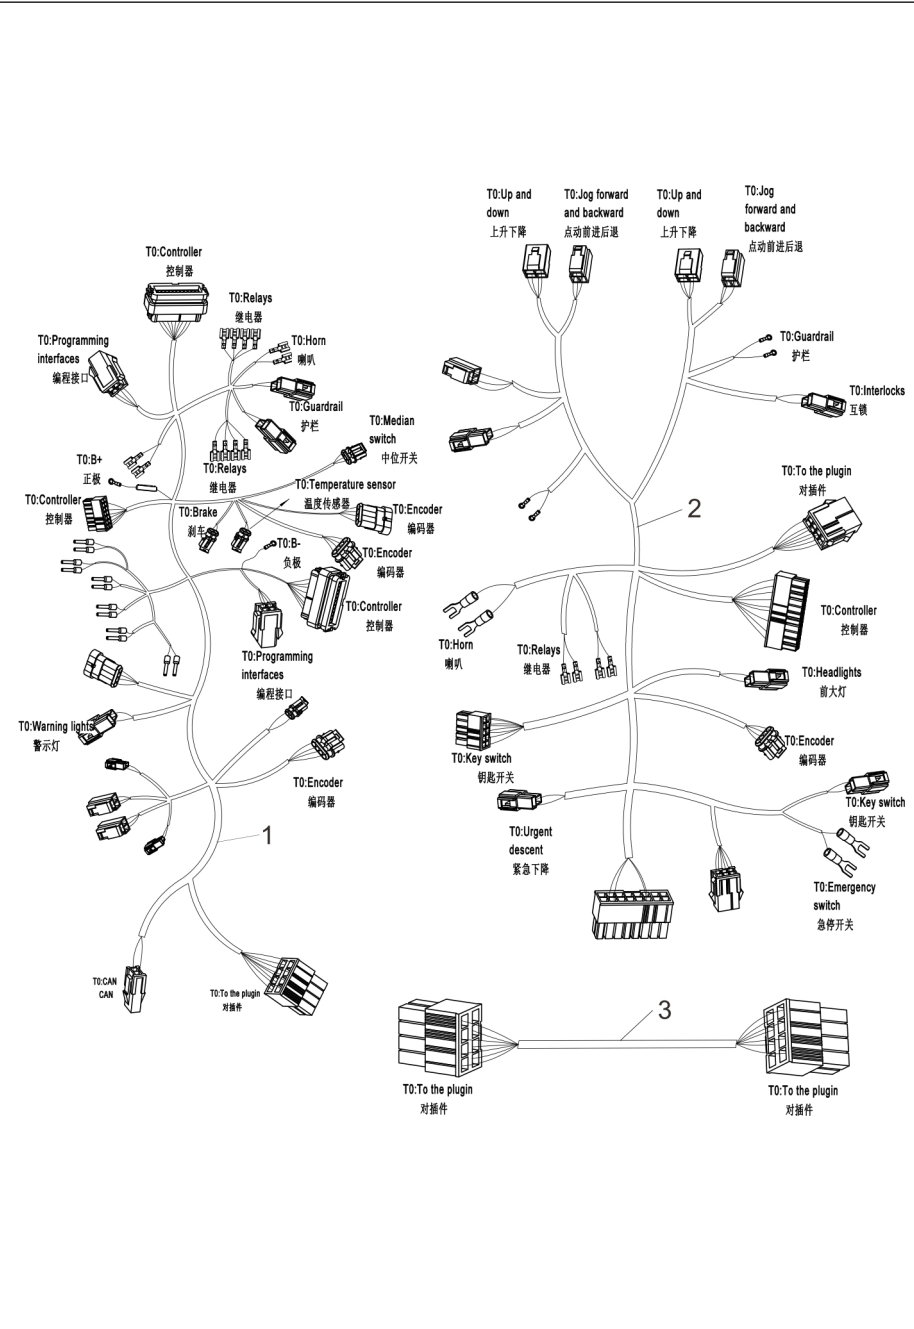 T0:Controller
控制器
T0:Relays
继电器
T0:Programming
interfaces
编程接口
T0:Horn
喇叭
T0:Guardrail
护栏
T0:Median
switch
中位开关
T0:B+
正极
T0:Relays
继电器
T0:Temperature sensor
温度传感器
T0:Controller
控制器
T0:Brake
刹车
T0:Encoder
编码器
T0:B-
负极
T0:Encoder
编码器
T0:Controller
控制器
T0:Programming
interfaces
编程接口
T0:Warning lights
警示灯
T0:Encoder
编码器
1
T0:CAN
CAN
T0:To the plugin
对插件
T0:Up and
down
上升下降
T0:Jog forward
and backward
点动前进后退
T0:Up and
down
上升下降
T0:Jog
forward and
backward
点动前进后退
T0:Guardrail
护栏
T0:Interlocks
互锁
T0:To the plugin
对插件
2
T0:Controller
控制器
T0:Horn
喇叭
T0:Relays
继电器
T0:Headlights
前大灯
T0:Key switch
钥匙开关
T0:Encoder
编码器
T0:Urgent
descent
紧急下降
T0:Key switch
钥匙开关
T0:Emergency
switch
急停开关
3
T0:To the plugin
对插件
T0:To the plugin
对插件